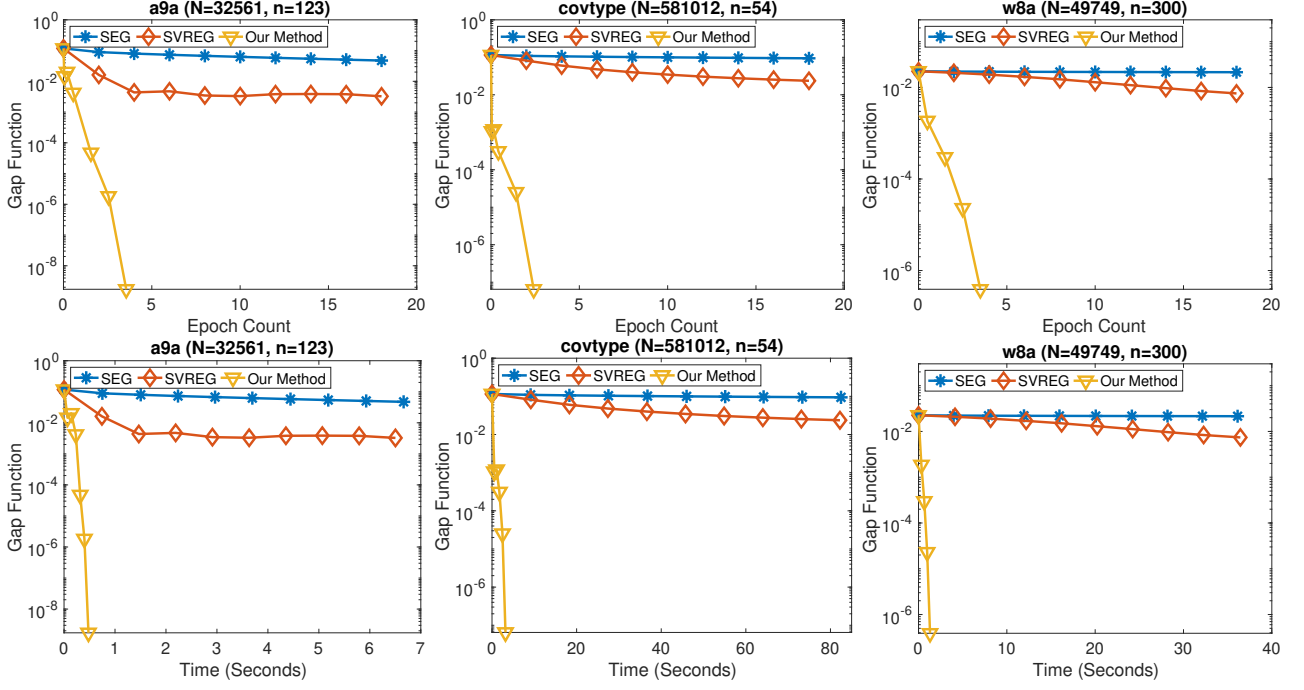 a9a (N=32561, n=123)
SEG SVREG Our Method
Gap Function
10^0
10^-2
10^-4
10^-6
10^-8
0 5 10 15 20
Epoch Count
covtype (N=581012, n=54)
SEG SVREG Our Method
Gap Function
10^0
10^-2
10^-4
10^-6
0 5 10 15 20
Epoch Count
w8a (N=49749, n=300)
SEG SVREG Our Method
Gap Function
10^-2
10^-4
10^-6
0 5 10 15 20
Epoch Count
a9a (N=32561, n=123)
SEG SVREG Our Method
Gap Function
10^0
10^-2
10^-4
10^-6
10^-8
0 1 2 3 4 5 6 7
Time (Seconds)
covtype (N=581012, n=54)
SEG SVREG Our Method
Gap Function
10^0
10^-2
10^-4
10^-6
0 20 40 60 80
Time (Seconds)
w8a (N=49749, n=300)
SEG SVREG Our Method
Gap Function
10^-2
10^-4
10^-6
0 10 20 30 40
Time (Seconds)